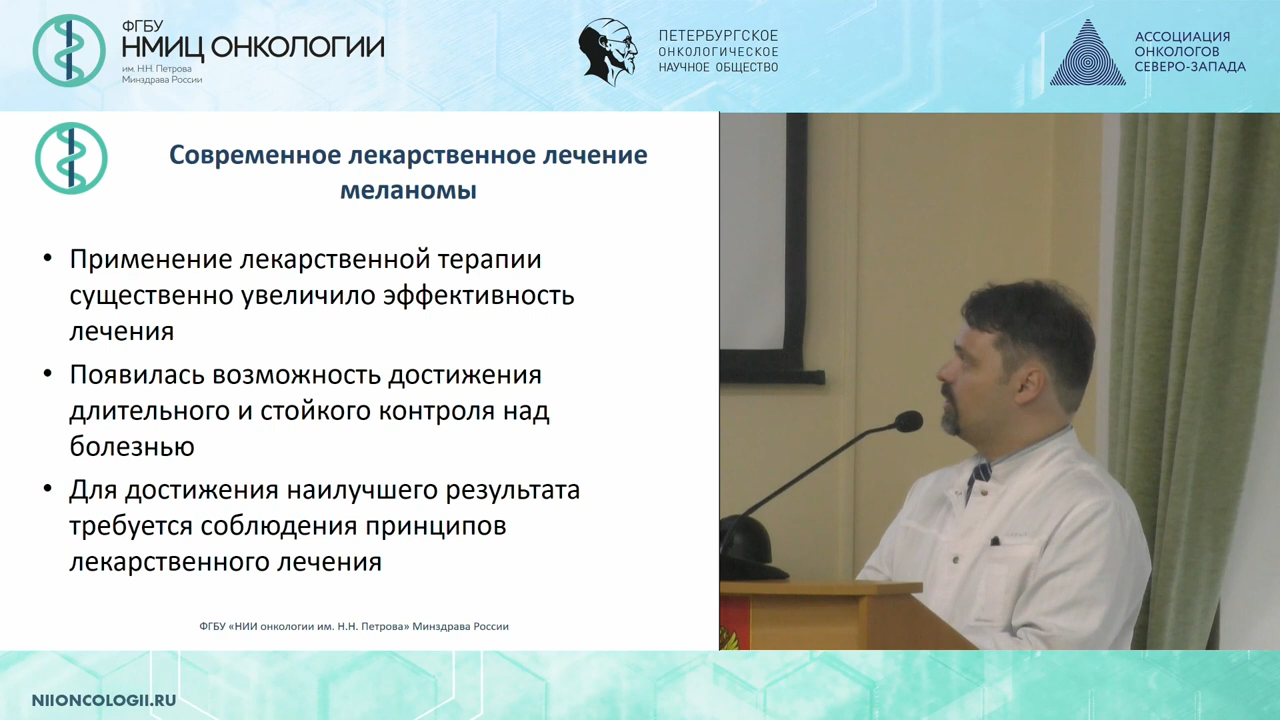 ФГБУ
НМИЦ ОНКОЛОГИИ
им. Н.Н. Петрова
Минздрава России
ПЕТЕРБУРГСКОЕ
ОНКОЛОГИЧЕСКОЕ
НАУЧНОЕ ОБЩЕСТВО
АССОЦИАЦИЯ
ОНКОЛОГОВ
СЕВЕРО-ЗАПАДА
Современное лекарственное лечение
меланомы
• Применение лекарственной терапии
существенно увеличило эффективность
лечения
• Появилась возможность достижения
длительного и стойкого контроля над
болезнью
• Для достижения наилучшего результата
требуется соблюдения принципов
лекарственного лечения
ФГБУ «НИИ онкологии им. Н.Н. Петрова» Минздрава России
NIIONCOLOGII.RU